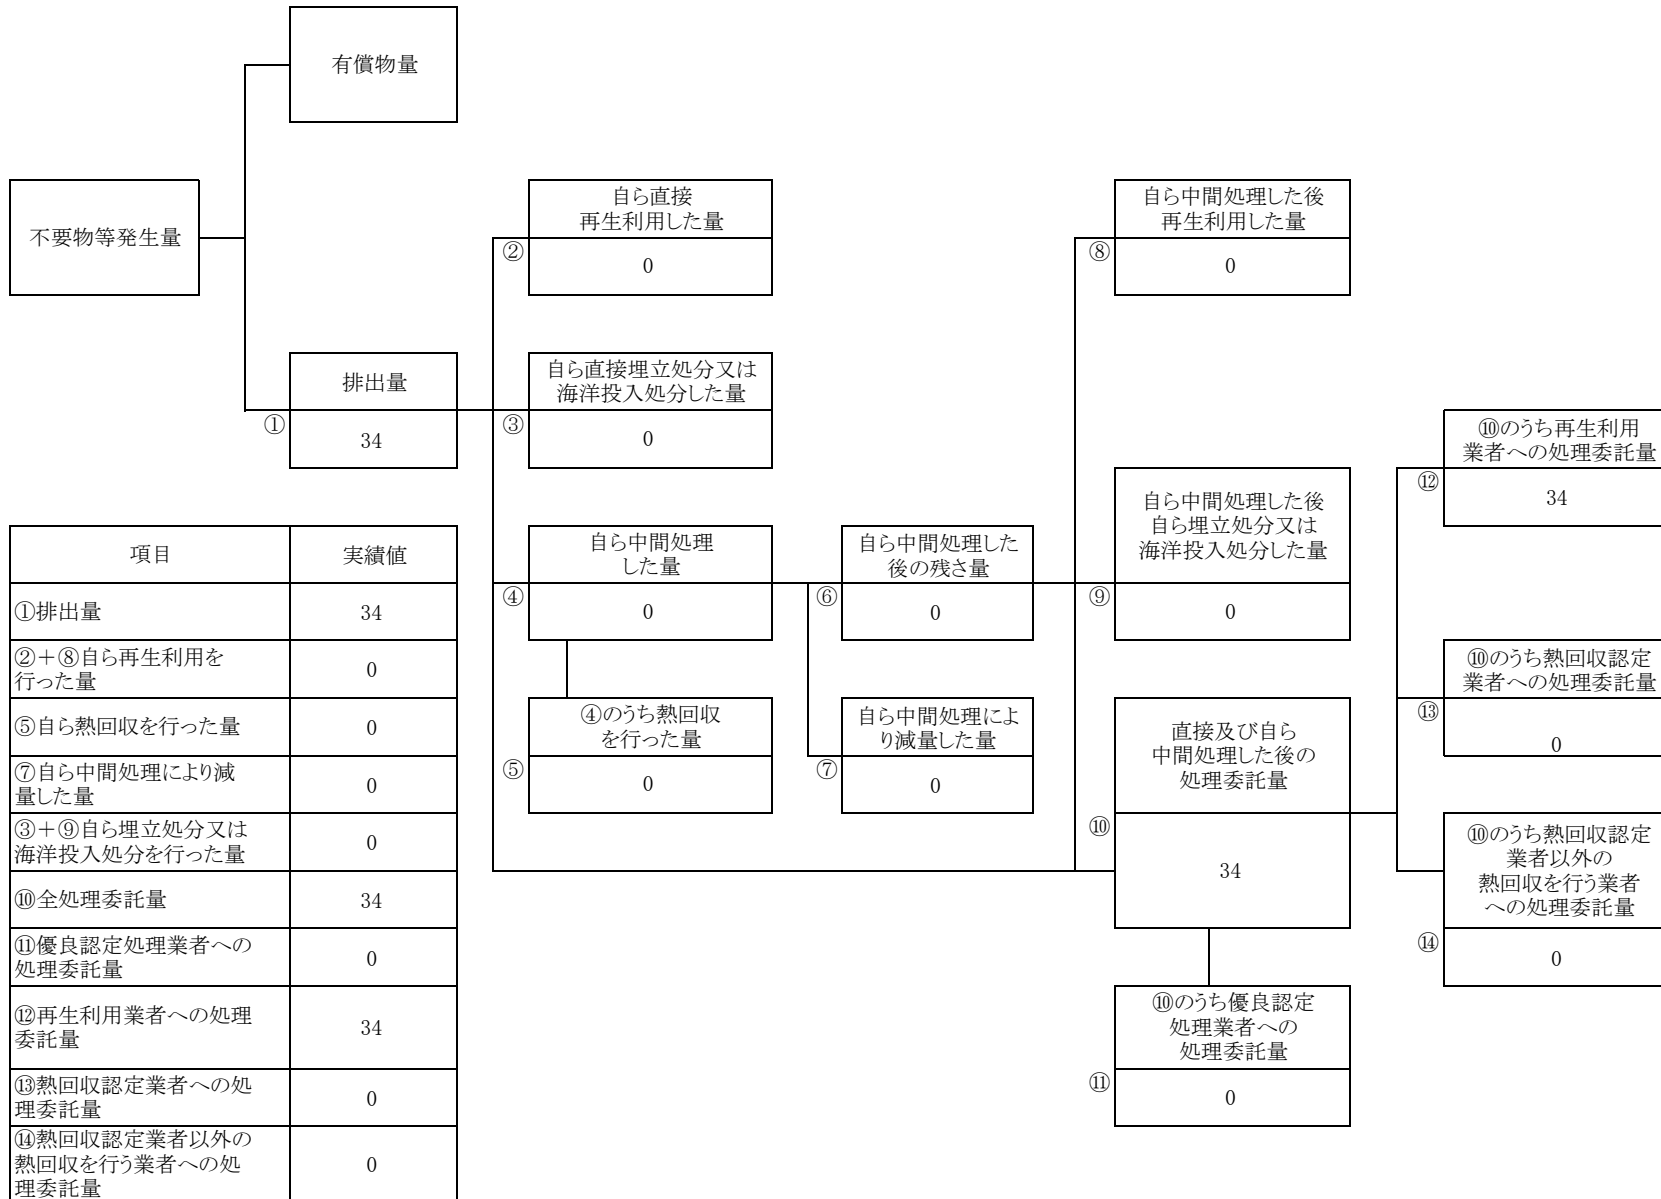 有償物量
不要物等発生量
自ら直接
再生利用した量
②
0
自ら中間処理した後
再生利用した量
⑧
0
排出量
①
34
自ら直接埋立処分又は
海洋投入処分した量
③
0
⑩のうち再生利用
業者への処理委託量
⑫
34
自ら中間処理
した量
④
0
自ら中間処理した
後の残さ量
⑥
0
自ら中間処理した後
自ら埋立処分又は
海洋投入処分した量
⑨
0
⑩のうち熱回収認定
業者への処理委託量
⑬
0
④のうち熱回収
を行った量
⑤
0
自ら中間処理によ
り減量した量
⑦
0
直接及び自ら
中間処理した後の
処理委託量
⑩
34
⑩のうち熱回収認定
業者以外の
熱回収を行う業者
への処理委託量
⑭
0
⑩のうち優良認定
処理業者への
処理委託量
⑪
0
項目 実績値
①排出量 34
②＋⑧自ら再生利用を
行った量 0
⑤自ら熱回収を行った量 0
⑦自ら中間処理により減
量した量 0
③＋⑨自ら埋立処分又は
海洋投入処分を行った量 0
⑩全処理委託量 34
⑪優良認定処理業者への
処理委託量 0
⑫再生利用業者への処理
委託量 34
⑬熱回収認定業者への処
理委託量 0
⑭熱回収認定業者以外の
熱回収を行う業者への処
理委託量 0